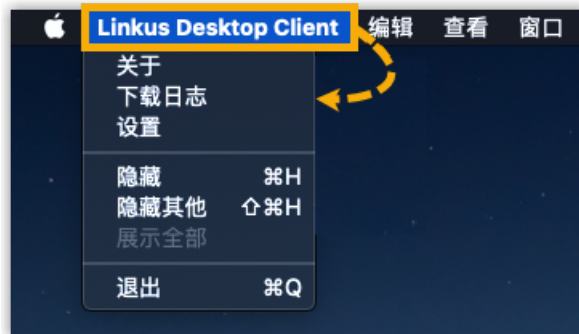 Linkus Desktop Client 编辑 查看 窗口
关于
下载日志
设置
隐藏 ⌘H
隐藏其他 ⇧⌘H
展示全部
退出 ⌘Q